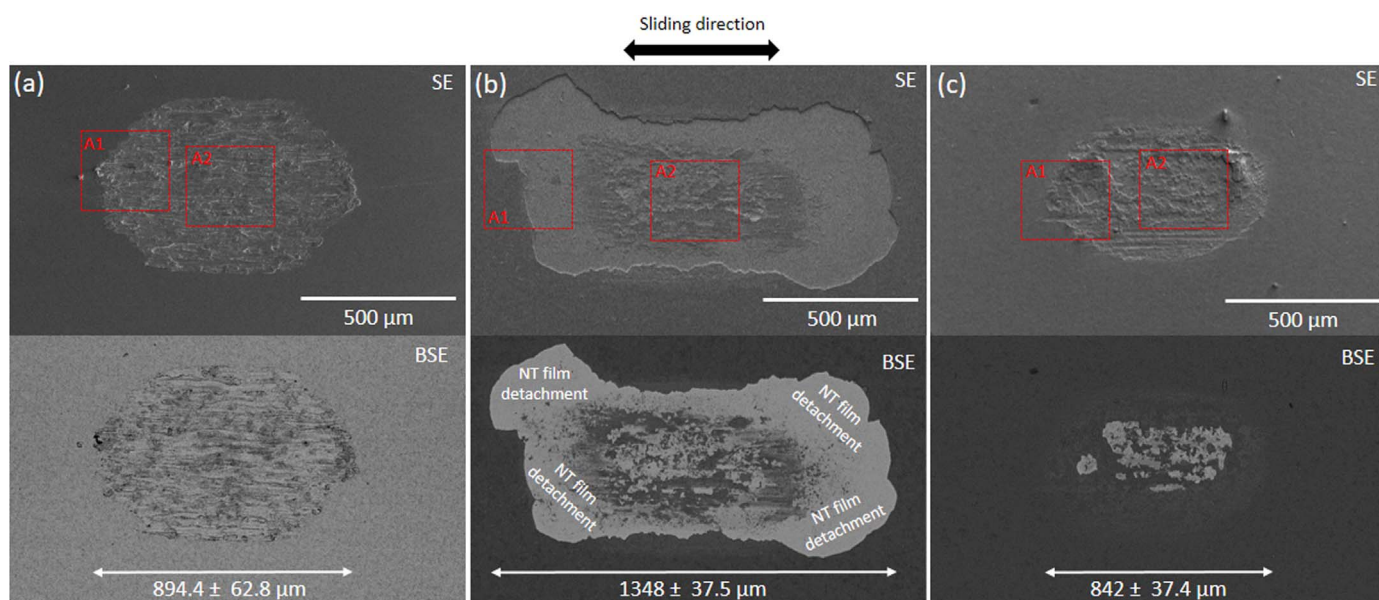 Sliding direction
(a)
SE
A1
A2
500 µm
BSE
894.4 ± 62.8 µm
(b)
SE
A1
A2
500 µm
BSE
NT film
detachment
NT film
detachment
NT film
detachment
NT film
detachment
1348 ± 37.5 µm
(c)
SE
A1
A2
500 µm
BSE
842 ± 37.4 µm